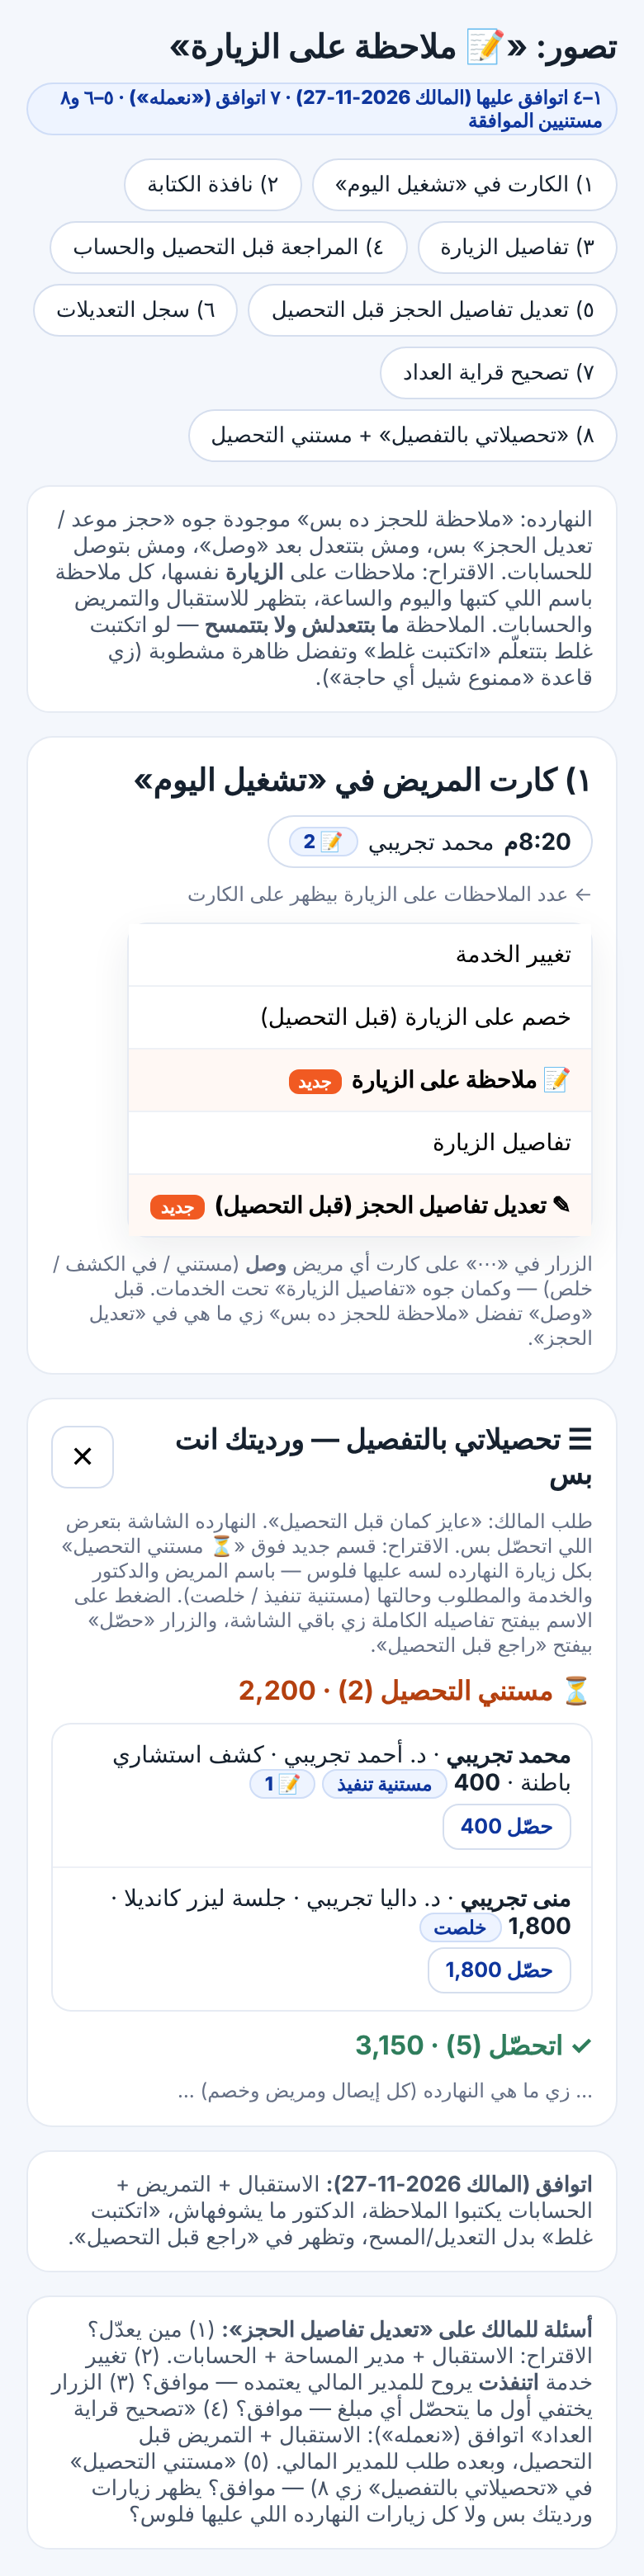 تصور: «📝 ملاحظة على الزيارة»
١–٤ اتوافق عليها (المالك 2026-11-27) · ٧ اتوافق («نعمله») · ٥–٦ و٨
مستنيين الموافقة
١) الكارت في «تشغيل اليوم»
٢) نافذة الكتابة
٣) تفاصيل الزيارة
٤) المراجعة قبل التحصيل والحساب
٥) تعديل تفاصيل الحجز قبل التحصيل
٦) سجل التعديلات
٧) تصحيح قراية العداد
٨) «تحصيلاتي بالتفصيل» + مستني التحصيل
النهارده: «ملاحظة للحجز ده بس» موجودة جوه «حجز موعد /
تعديل الحجز» بس، ومش بتتعدل بعد «وصل»، ومش بتوصل
للحسابات. الاقتراح: ملاحظات على الزيارة نفسها، كل ملاحظة
باسم اللي كتبها واليوم والساعة، بتظهر للاستقبال والتمريض
والحسابات. الملاحظة ما بتتعدلش ولا بتتمسح — لو اتكتبت
غلط بتتعلّم «اتكتبت غلط» وتفضل ظاهرة مشطوبة (زي
قاعدة «ممنوع شيل أي حاجة»).
١) كارت المريض في «تشغيل اليوم»
8:20م محمد تجريبي 📝 2
← عدد الملاحظات على الزيارة بيظهر على الكارت
تغيير الخدمة
خصم على الزيارة (قبل التحصيل)
📝 ملاحظة على الزيارة جديد
تفاصيل الزيارة
✎ تعديل تفاصيل الحجز (قبل التحصيل) جديد
الزرار في «⋯» على كارت أي مريض وصل (مستني / في الكشف /
خلص) — وكمان جوه «تفاصيل الزيارة» تحت الخدمات. قبل
«وصل» تفضل «ملاحظة للحجز ده بس» زي ما هي في «تعديل
الحجز».
☰ تحصيلاتي بالتفصيل — ورديتك انت
بس
✕
طلب المالك: «عايز كمان قبل التحصيل». النهارده الشاشة بتعرض
اللي اتحصّل بس. الاقتراح: قسم جديد فوق «⏳ مستني التحصيل»
بكل زيارة النهارده لسه عليها فلوس — باسم المريض والدكتور
والخدمة والمطلوب وحالتها (مستنية تنفيذ / خلصت). الضغط على
الاسم بيفتح تفاصيله الكاملة زي باقي الشاشة، والزرار «حصّل»
بيفتح «راجع قبل التحصيل».
⏳ مستني التحصيل (2) · 2,200
محمد تجريبي · د. أحمد تجريبي · كشف استشاري
باطنة · 400 مستنية تنفيذ 📝 1
حصّل 400
منى تجريبي · د. داليا تجريبي · جلسة ليزر كانديلا ·
1,800 خلصت
حصّل 1,800
✓ اتحصّل (5) · 3,150
... زي ما هي النهارده (كل إيصال ومريض وخصم) ...
اتوافق (المالك 2026-11-27): الاستقبال + التمريض +
الحسابات يكتبوا الملاحظة، الدكتور ما يشوفهاش، «اتكتبت
غلط» بدل التعديل/المسح، وتظهر في «راجع قبل التحصيل».
أسئلة للمالك على «تعديل تفاصيل الحجز»: (١) مين يعدّل؟
الاقتراح: الاستقبال + مدير المساحة + الحسابات. (٢) تغيير
خدمة اتنفذت يروح للمدير المالي يعتمده — موافق؟ (٣) الزرار
يختفي أول ما يتحصّل أي مبلغ — موافق؟ (٤) «تصحيح قراية
العداد» اتوافق («نعمله»): الاستقبال + التمريض قبل
التحصيل، وبعده طلب للمدير المالي. (٥) «مستني التحصيل»
في «تحصيلاتي بالتفصيل» زي ٨) — موافق؟ يظهر زيارات
ورديتك بس ولا كل زيارات النهارده اللي عليها فلوس؟